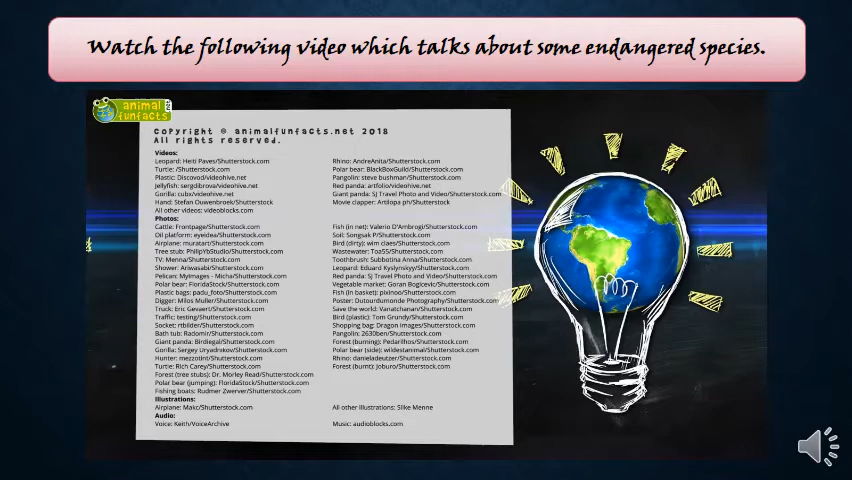 Watch the following video which talks about some endangered species.
animal
funfacts
.net
Copyright © animalfunfacts.net 2018
All rights reserved.
Videos:
Leopard: Heiti Paves/Shutterstock.com
Turtle: /Shutterstock.com
Plastic: Discovod/videohive.net
Jellyfish: sergdibrova/videohive.net
Gorilla: cubix/videohive.net
Hand: Stefan Ouwenbroek/Shutterstock
All other videos: videoblocks.com
Rhino: AndreAnita/Shutterstock.com
Polar bear: BlackBoxGuild/Shutterstock.com
Pangolin: steve bushman/Shutterstock.com
Red panda: artfolio/videohive.net
Giant panda: SJ Travel Photo and Video/Shutterstock.com
Movie clapper: Artilopa ph/Shutterstock
Photos:
Cattle: Frontpage/Shutterstock.com
Oil platform: eyeidea/Shutterstock.com
Airplane: muratart/Shutterstock.com
Tree stub: PhilipYbStudio/Shutterstock.com
TV: Menna/Shutterstock.com
Shower: Ariwasabi/Shutterstock.com
Pelican: MyImages - Micha/Shutterstock.com
Polar bear: FloridaStock/Shutterstock.com
Plastic bags: padu_foto/Shutterstock.com
Digger: Milos Muller/Shutterstock.com
Truck: Eric Gevaert/Shutterstock.com
Traffic: testing/Shutterstock.com
Socket: rtbilder/Shutterstock.com
Bath tub: Radomir/Shutterstock.com
Giant panda: Birdiegal/Shutterstock.com
Gorilla: Sergey Uryadnikov/Shutterstock.com
Hunter: mezzotint/Shutterstock.com
Turtle: Rich Carey/Shutterstock.com
Forest (tree stubs): Dr. Morley Read/Shutterstock.com
Polar bear (jumping): FloridaStock/Shutterstock.com
Fishing boats: Rudmer Zwerver/Shutterstock.com
Fish (in net): Valerio D'Ambrogi/Shutterstock.com
Soil: Songsak P/Shutterstock.com
Bird (dirty): wim claes/Shutterstock.com
Wastewater: Toa55/Shutterstock.com
Toothbrush: Subbotina Anna/Shutterstock.com
Leopard: Eduard Kyslynskyy/Shutterstock.com
Red panda: SJ Travel Photo and Video/Shutterstock.com
Vegetable market: Goran Bogicevic/Shutterstock.com
Fish (in basket): pixinoo/Shutterstock.com
Poster: Dutourdumonde Photography/Shutterstock.com
Save the world: Vanatchanan/Shutterstock.com
Bird (plastic): Tom Grundy/Shutterstock.com
Shopping bag: Dragon Images/Shutterstock.com
Pangolin: 2630ben/Shutterstock.com
Forest (burning): Pedarilhos/Shutterstock.com
Polar bear (side): wildestanimal/Shutterstock.com
Rhino: danieladeutzer/Shutterstock.com
Forest (burnt): Joburo/Shutterstock.com
Illustrations:
Airplane: Makc/Shutterstock.com
All other illustrations: Silke Menne
Audio:
Voice: Keith/VoiceArchive
Music: audioblocks.com